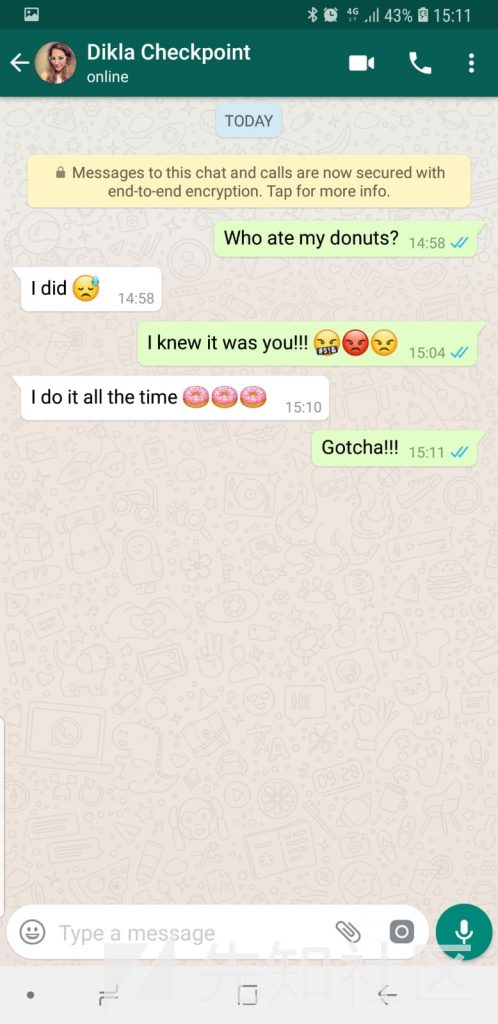 4G 43% 15:11
Dikla Checkpoint
online
TODAY
Messages to this chat and calls are now secured with
end-to-end encryption. Tap for more info.
Who ate my donuts? 14:58
I did 😓 14:58
I knew it was you!!! 🤬😡😠 15:04
I do it all the time 🍩🍩🍩 15:10
Gotcha!!! 15:11
Type a message
先知社区